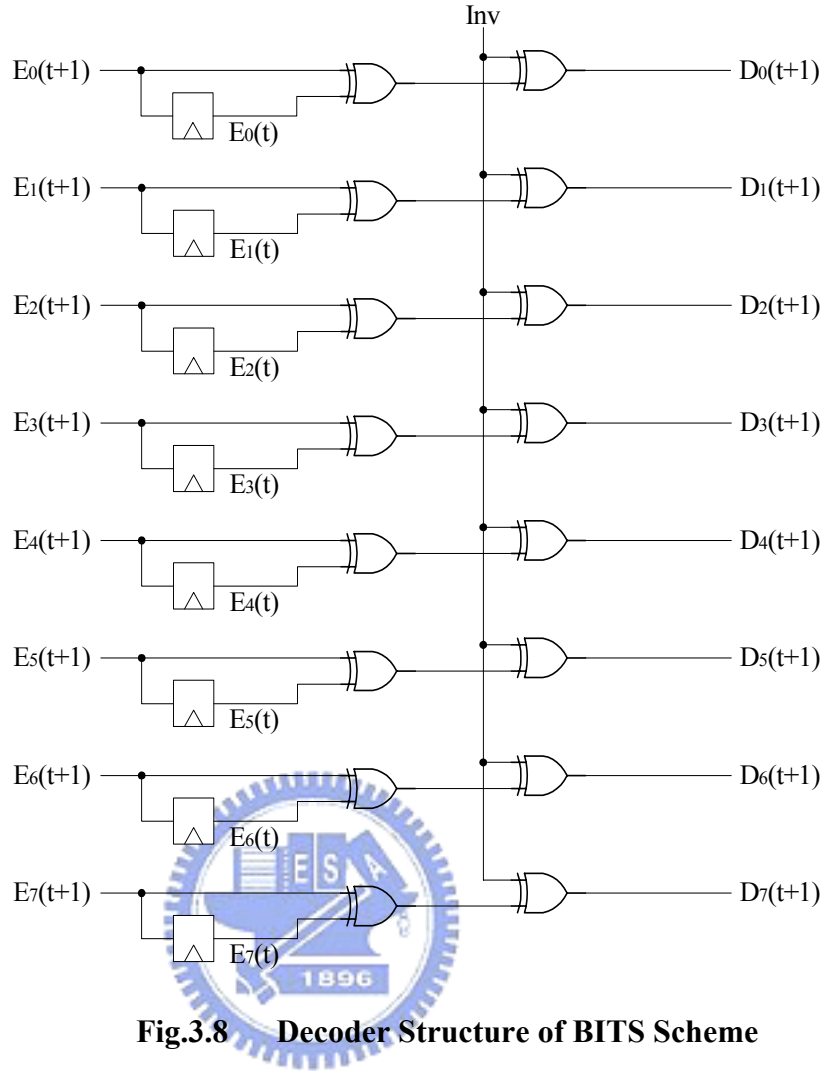 Inv
E0(t+1) D0(t+1)
E0(t)
E1(t+1) D1(t+1)
E1(t)
E2(t+1) D2(t+1)
E2(t)
E3(t+1) D3(t+1)
E3(t)
E4(t+1) D4(t+1)
E4(t)
E5(t+1) D5(t+1)
E5(t)
E6(t+1) D6(t+1)
E6(t)
E S A
E7(t+1) D7(t+1)
E7(t)
1896
Fig.3.8 Decoder Structure of BITS Scheme